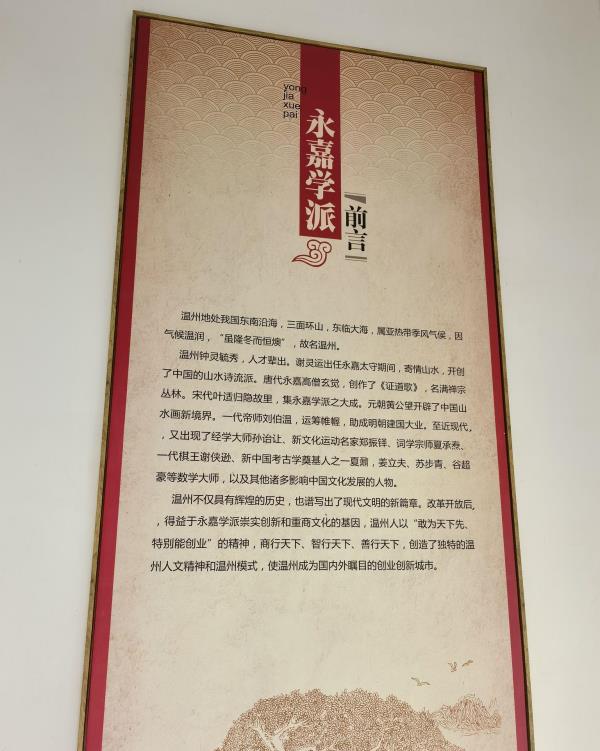 yong
jia
xue
pai
永嘉学派
前言
温州地处我国东南沿海，三面环山，东临大海，属亚热带季风气侯，因
气候温润，“虽隆冬而恒燠”，故名温州。
温州钟灵毓秀，人才辈出。谢灵运出任永嘉太守期间，寄情山水，开创
了中国的山水诗流派。唐代永嘉高僧玄觉，创作了《证道歌》，名满禅宗
丛林。宋代叶适归隐故里，集永嘉学派之大成。元朝黄公望开辟了中国山
水画新境界。一代帝师刘伯温，运筹帷幄，助成明朝建国大业。至近现代，
，又出现了经学大师孙诒让、新文化运动名家郑振铎、词学宗师夏承焘、
一代棋王谢侠逊、新中国考古学奠基人之一夏鼐，姜立夫、苏步青、谷超
豪等数学大师，以及其他诸多影响中国文化发展的人物。
温州不仅具有辉煌的历史，也谱写出了现代文明的新篇章。改革开放后，
，得益于永嘉学派崇实创新和重商文化的基因，温州人以“敢为天下先、
特别能创业”的精神，商行天下、智行天下、善行天下，创造了独特的温
州人文精神和温州模式，使温州成为国内外瞩目的创业创新城市。